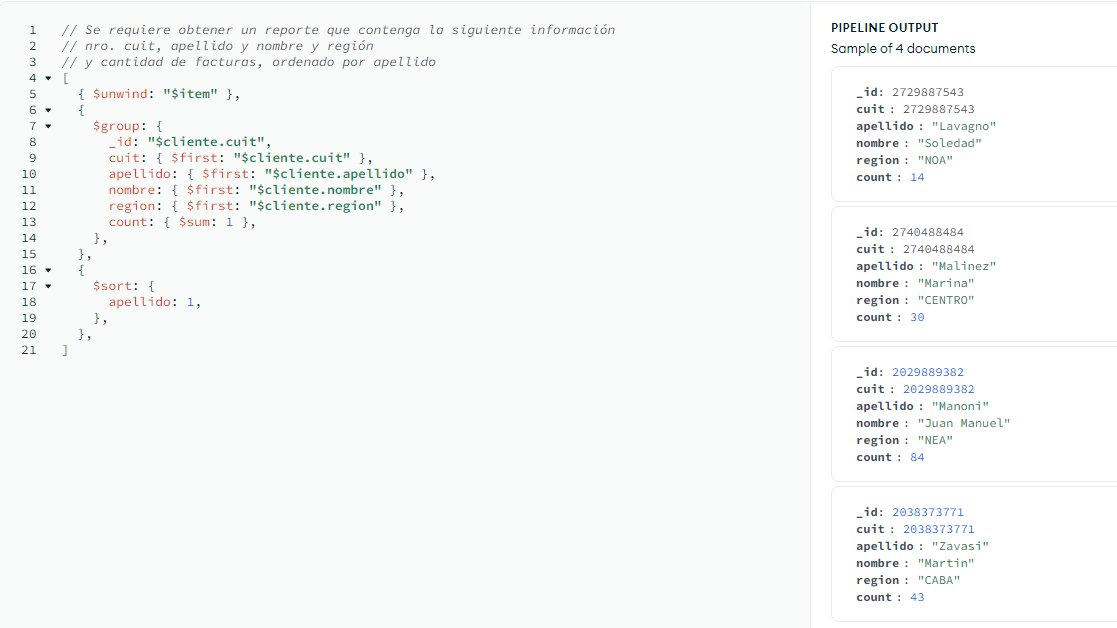 1 // Se requiere obtener un reporte que contenga la siguiente información
2 // nro. cuit, apellido y nombre y región
3 // y cantidad de facturas, ordenado por apellido
4 [
5 { $unwind: "$item" },
6 {
7 $group: {
8 _id: "$cliente.cuit",
9 cuit: { $first: "$cliente.cuit" },
10 apellido: { $first: "$cliente.apellido" },
11 nombre: { $first: "$cliente.nombre" },
12 region: { $first: "$cliente.region" },
13 count: { $sum: 1 },
14 },
15 },
16 {
17 $sort: {
18 apellido: 1,
19 },
20 },
21 ]
PIPELINE OUTPUT
Sample of 4 documents
_id: 2729887543
cuit : 2729887543
apellido : "Lavagno"
nombre : "Soledad"
region : "NOA"
count : 14
_id: 2740488484
cuit : 2740488484
apellido : "Malinez"
nombre : "Marina"
region : "CENTRO"
count : 30
_id: 2029889382
cuit : 2029889382
apellido : "Manoni"
nombre : "Juan Manuel"
region : "NEA"
count : 84
_id: 2038373771
cuit : 2038373771
apellido : "Zavasi"
nombre : "Martin"
region : "CABA"
count : 43